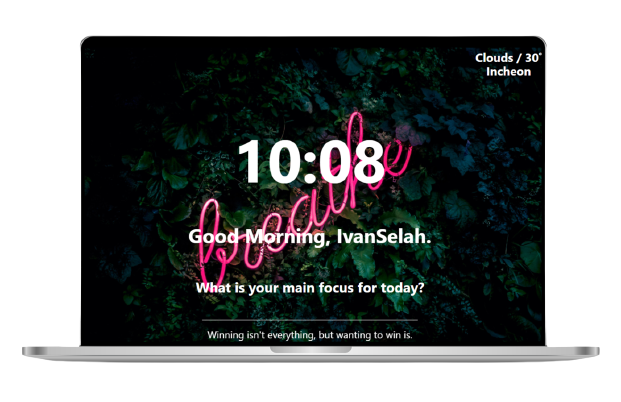 Clouds / 30°
Incheon
10:08
breathe
Good Morning, IvanSelah.
What is your main focus for today?
Winning isn't everything, but wanting to win is.